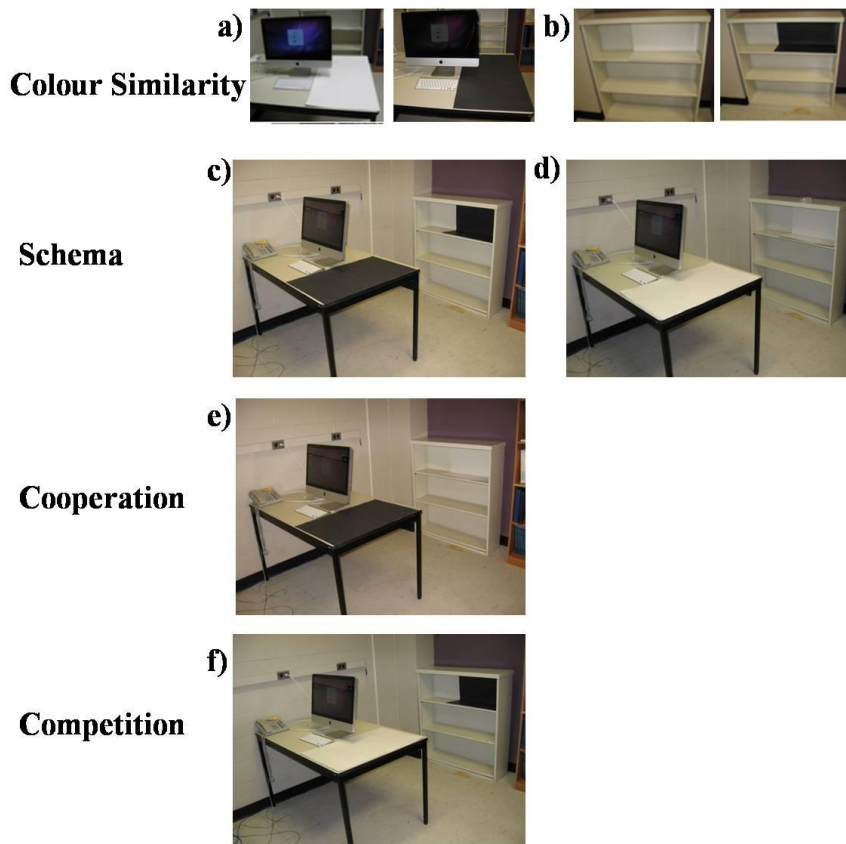 a)
b)
Colour Similarity
c)
d)
Schema
e)
Cooperation
f)
Competition